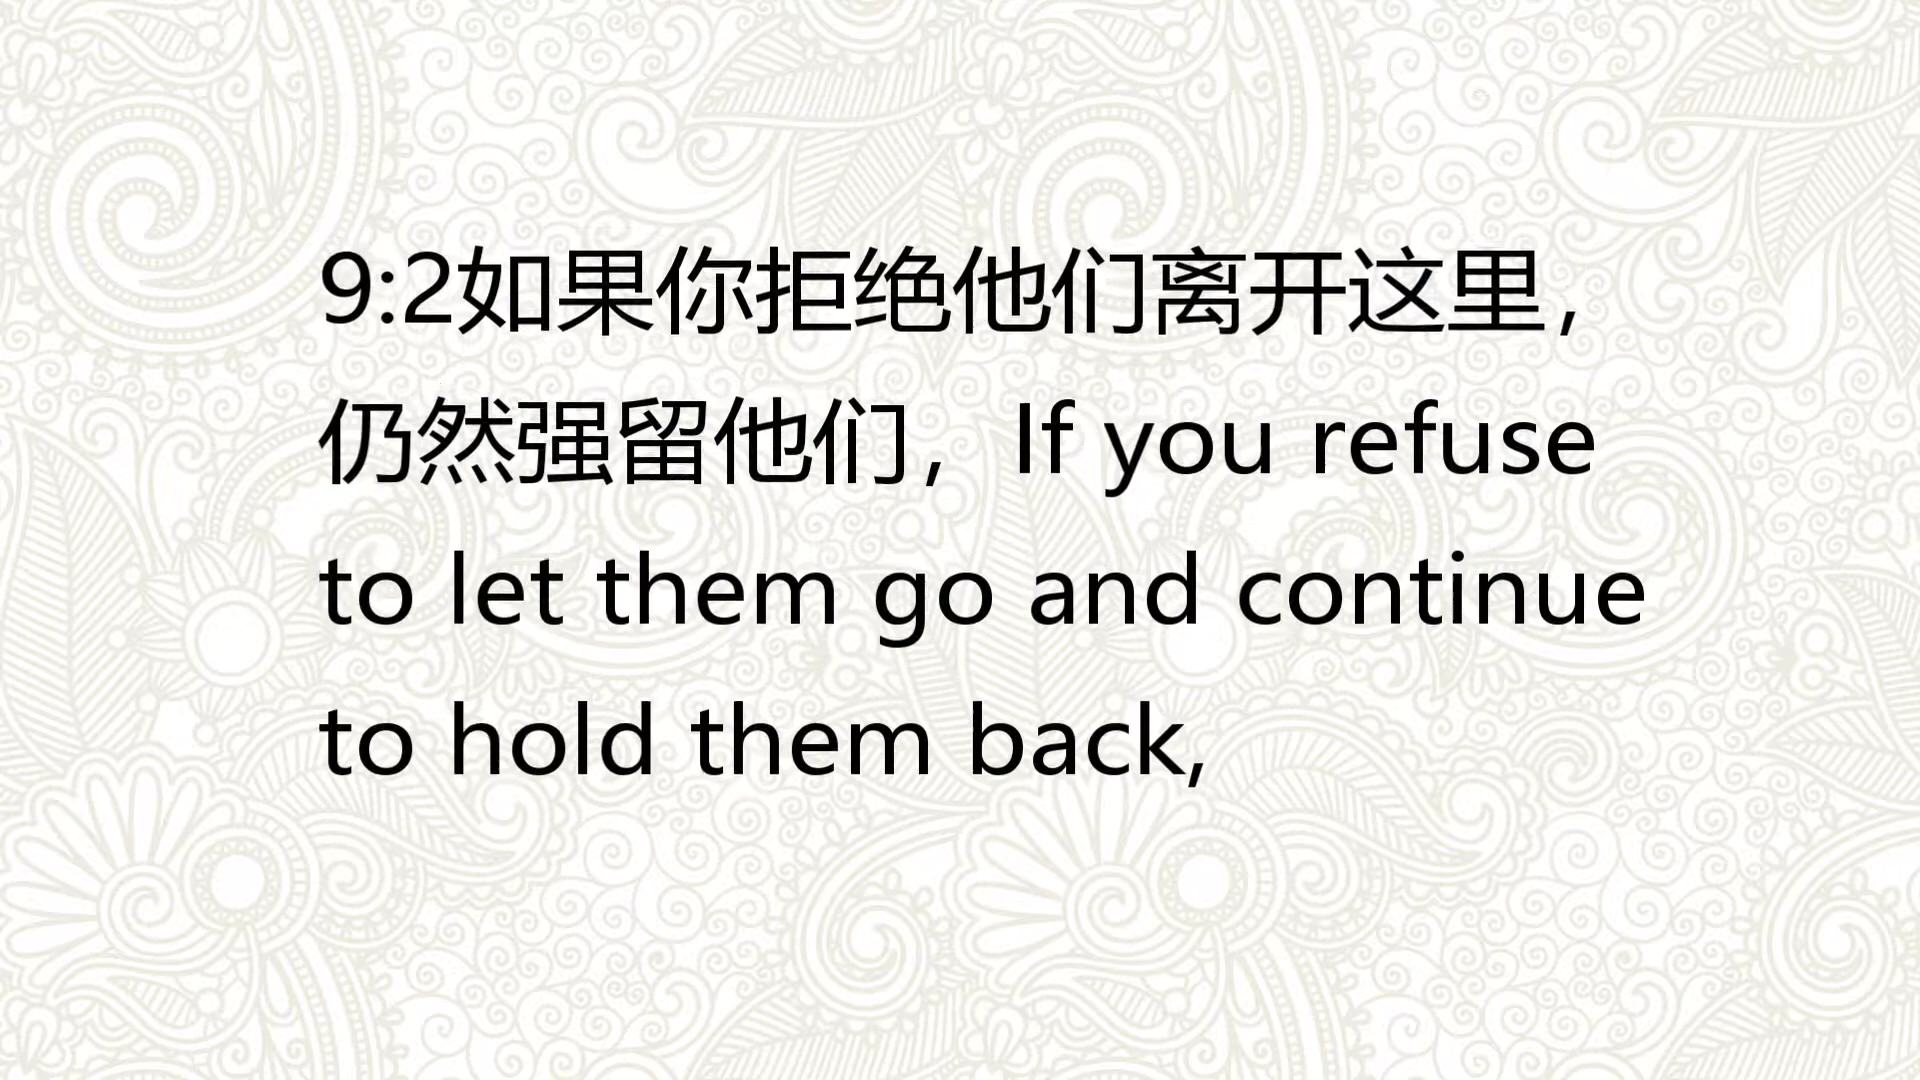 9:2如果你拒绝他们离开这里，
仍然强留他们，If you refuse
to let them go and continue
to hold them back,